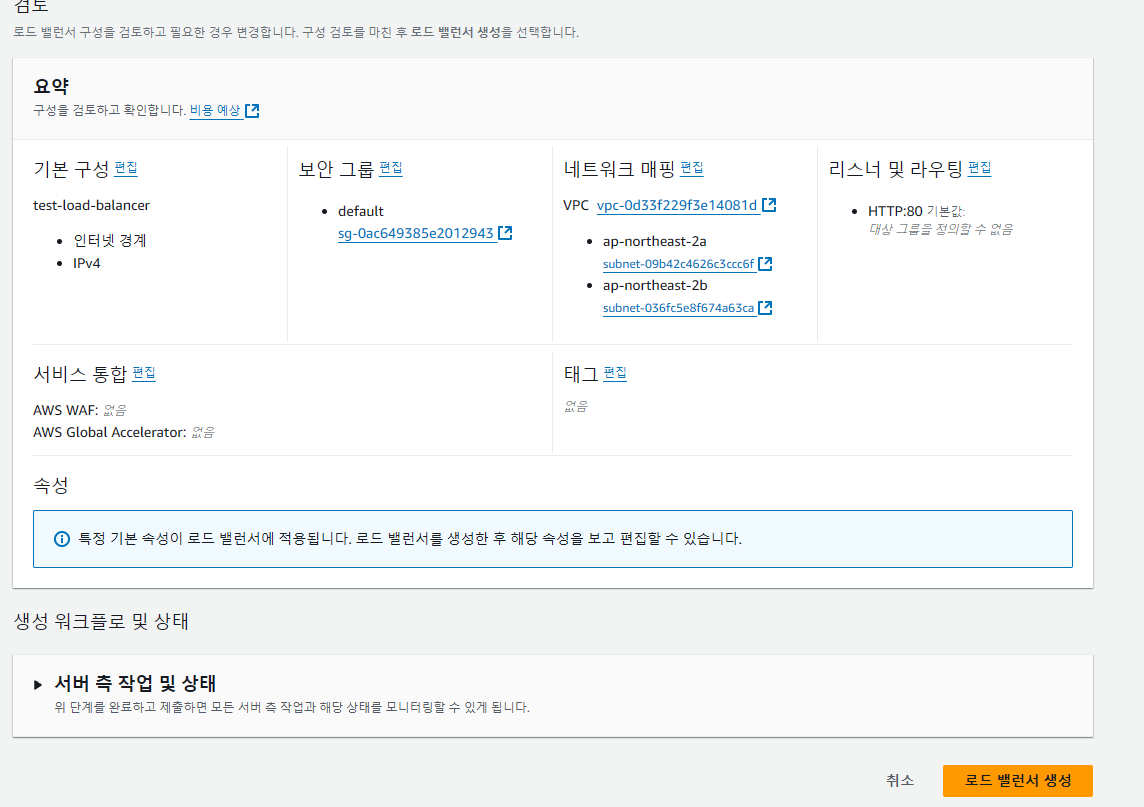 검토
로드 밸런서 구성을 검토하고 필요한 경우 변경합니다. 구성 검토를 마친 후 로드 밸런서 생성을 선택합니다.
요약
구성을 검토하고 확인합니다. 비용 예상
기본 구성 편집
test-load-balancer
인터넷 경계
IPv4
보안 그룹 편집
default
sg-0ac649385e2012943
네트워크 매핑 편집
VPC vpc-0d33f229f3e14081d
ap-northeast-2a
subnet-09b42c4626c3ccc6f
ap-northeast-2b
subnet-036fc5e8f674a63ca
리스너 및 라우팅 편집
HTTP:80 기본값:
대상 그룹을 정의할 수 없음
서비스 통합 편집
AWS WAF: 없음
AWS Global Accelerator: 없음
태그 편집
없음
속성
특정 기본 속성이 로드 밸런서에 적용됩니다. 로드 밸런서를 생성한 후 해당 속성을 보고 편집할 수 있습니다.
생성 워크플로 및 상태
서버 측 작업 및 상태
위 단계를 완료하고 제출하면 모든 서버 측 작업과 해당 상태를 모니터링할 수 있게 됩니다.
취소
로드 밸런서 생성